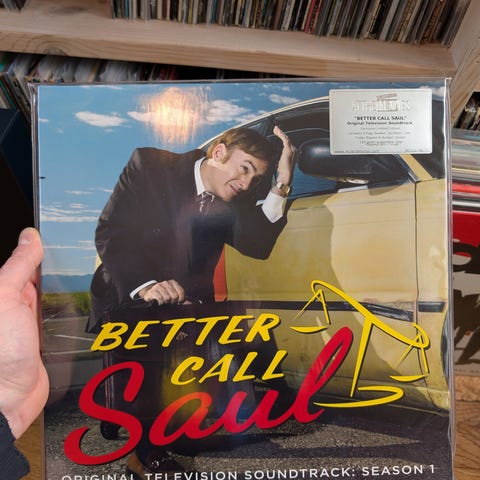 "BETTER CALL SAUL"
Original Television Soundtrack
BETTER
CALL
Saul
ORIGINAL TELEVISION SOUNDTRACK: SEASON 1